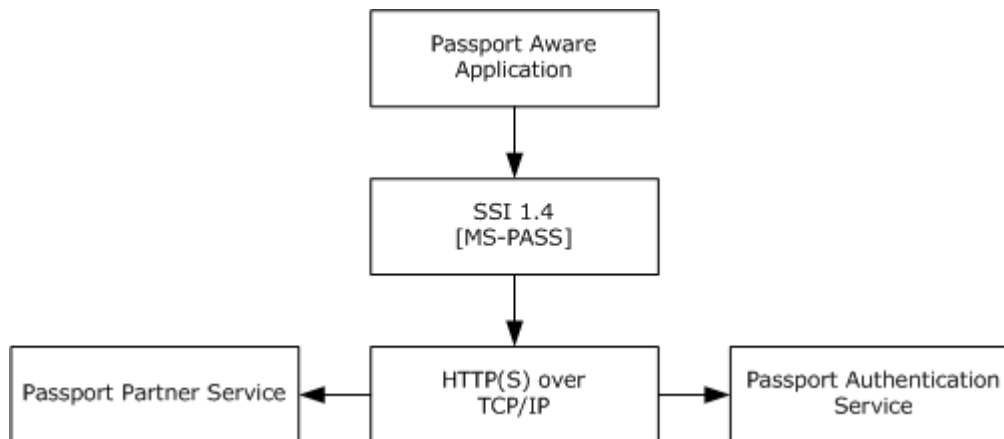 Passport Aware
Application
SSI 1.4
[MS-PASS]
Passport Partner Service
HTTP(S) over
TCP/IP
Passport Authentication
Service